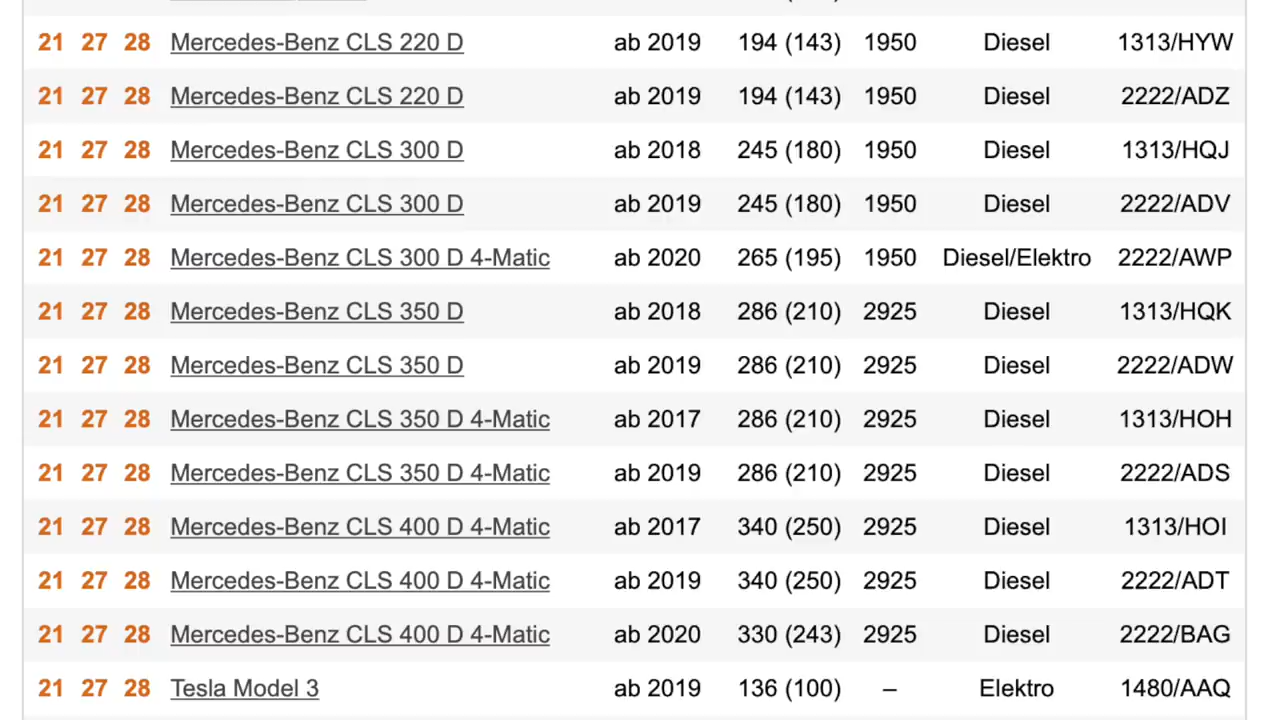 21 27 28 Mercedes-Benz CLS 220 D ab 2019 194 (143) 1950 Diesel 1313/HYW
21 27 28 Mercedes-Benz CLS 220 D ab 2019 194 (143) 1950 Diesel 2222/ADZ
21 27 28 Mercedes-Benz CLS 300 D ab 2018 245 (180) 1950 Diesel 1313/HQJ
21 27 28 Mercedes-Benz CLS 300 D ab 2019 245 (180) 1950 Diesel 2222/ADV
21 27 28 Mercedes-Benz CLS 300 D 4-Matic ab 2020 265 (195) 1950 Diesel/Elektro 2222/AWP
21 27 28 Mercedes-Benz CLS 350 D ab 2018 286 (210) 2925 Diesel 1313/HQK
21 27 28 Mercedes-Benz CLS 350 D ab 2019 286 (210) 2925 Diesel 2222/ADW
21 27 28 Mercedes-Benz CLS 350 D 4-Matic ab 2017 286 (210) 2925 Diesel 1313/HOH
21 27 28 Mercedes-Benz CLS 350 D 4-Matic ab 2019 286 (210) 2925 Diesel 2222/ADS
21 27 28 Mercedes-Benz CLS 400 D 4-Matic ab 2017 340 (250) 2925 Diesel 1313/HOI
21 27 28 Mercedes-Benz CLS 400 D 4-Matic ab 2019 340 (250) 2925 Diesel 2222/ADT
21 27 28 Mercedes-Benz CLS 400 D 4-Matic ab 2020 330 (243) 2925 Diesel 2222/BAG
21 27 28 Tesla Model 3 ab 2019 136 (100) – Elektro 1480/AAQ